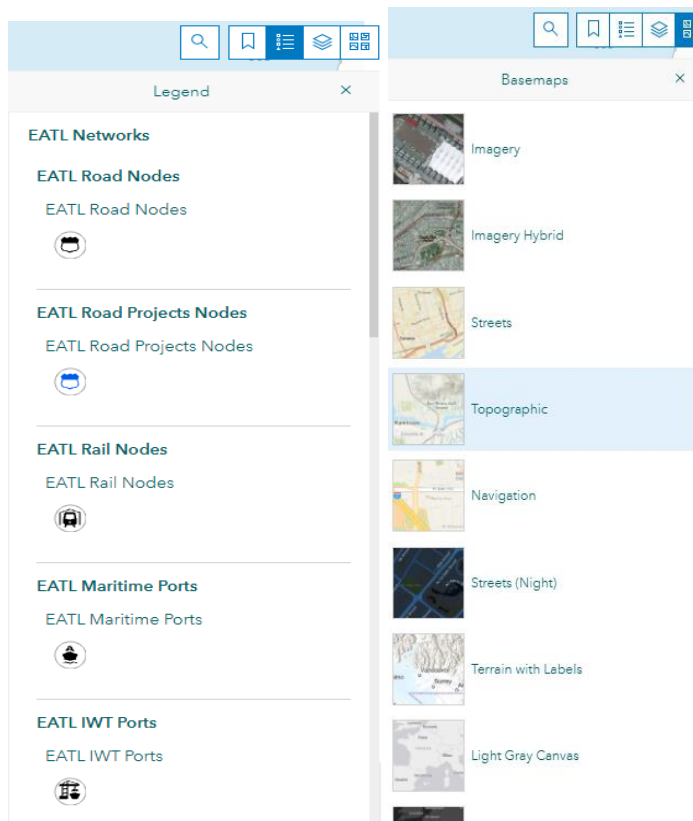 Legend
EATL Networks
EATL Road Nodes
EATL Road Nodes
EATL Road Projects Nodes
EATL Road Projects Nodes
EATL Rail Nodes
EATL Rail Nodes
EATL Maritime Ports
EATL Maritime Ports
EATL IWT Ports
EATL IWT Ports
Basemaps
Imagery
Imagery Hybrid
Streets
Topographic
Navigation
Streets (Night)
Terrain with Labels
Light Gray Canvas